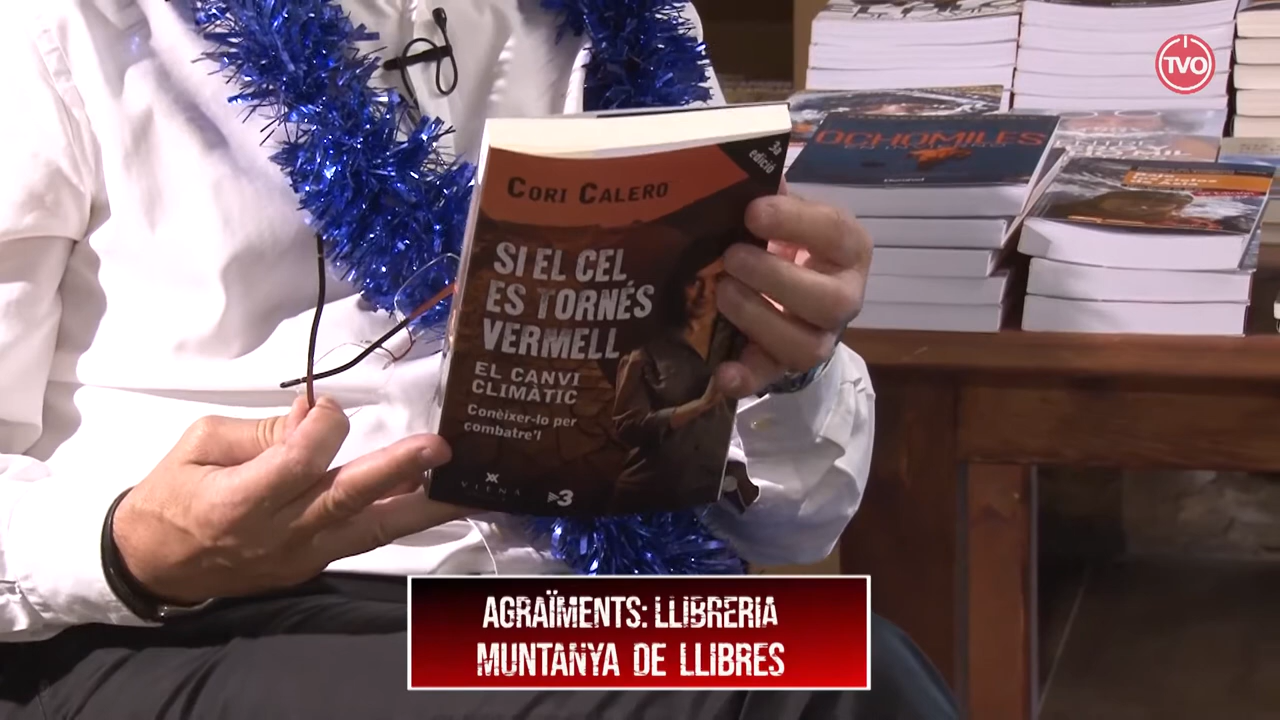 TVO
OCHOMILES
3a
edició
CORI CALERO
SI EL CEL
ES TORNÉS
VERMELL
EL CANVI
CLIMÀTIC
Conèixer-lo per
combatre'l
VIENA
3
AGRAÏMENTS: LLIBRERIA
MUNTANYA DE LLIBRES